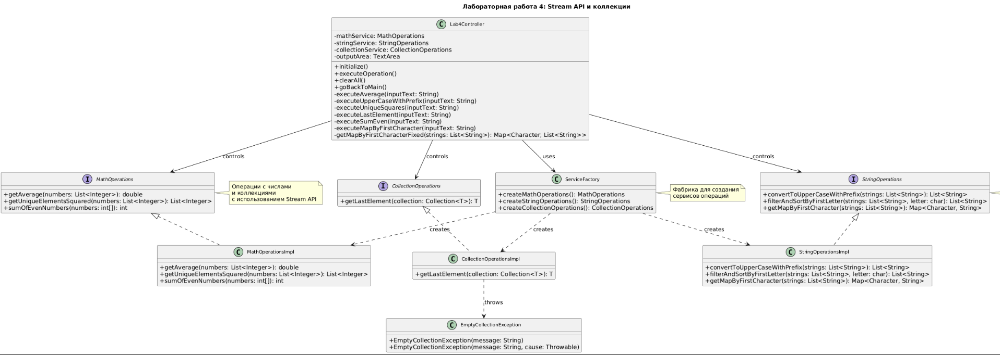 Лабораторная работа 4: Stream API и коллекции
C Lab4Controller
-mathService: MathOperations
-stringService: StringOperations
-collectionService: CollectionOperations
-outputArea: TextArea
+initialize()
+executeOperation()
+clearAll()
+goBackToMain()
-executeAverage(inputText: String)
-executeUpperCaseWithPrefix(inputText: String)
-executeUniqueSquares(inputText: String)
-executeLastElement(inputText: String)
-executeSumEven(inputText: String)
-executeMapByFirstCharacter(inputText: String)
-getMapByFirstCharacterFixed(strings: List<String>): Map<Character, List<String>>
controls
controls
uses
controls
I MathOperations
+getAverage(numbers: List<Integer>): double
+getUniqueElementsSquared(numbers: List<Integer>): List<Integer>
+sumOfEvenNumbers(numbers: int[]): int
Операции с числами
и коллекциями
с использованием Stream API
I CollectionOperations
+getLastElement(collection: Collection<T>): T
C ServiceFactory
+createMathOperations(): MathOperations
+createStringOperations(): StringOperations
+createCollectionOperations(): CollectionOperations
Фабрика для создания
сервисов операций
I StringOperations
+convertToUpperCaseWithPrefix(strings: List<String>): List<String>
+filterAndSortByFirstLetter(strings: List<String>, letter: char): List<String>
+getMapByFirstCharacter(strings: List<String>): Map<Character, String>
creates
creates
creates
C MathOperationsImpl
+getAverage(numbers: List<Integer>): double
+getUniqueElementsSquared(numbers: List<Integer>): List<Integer>
+sumOfEvenNumbers(numbers: int[]): int
C CollectionOperationsImpl
+getLastElement(collection: Collection<T>): T
C StringOperationsImpl
+convertToUpperCaseWithPrefix(strings: List<String>): List<String>
+filterAndSortByFirstLetter(strings: List<String>, letter: char): List<String>
+getMapByFirstCharacter(strings: List<String>): Map<Character, String>
throws
C EmptyCollectionException
+EmptyCollectionException(message: String)
+EmptyCollectionException(message: String, cause: Throwable)